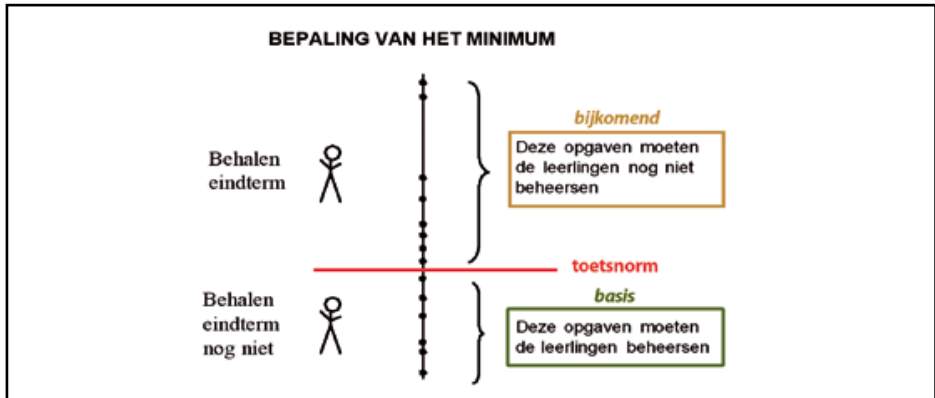 BEPALING VAN HET MINIMUM
Behalen
eindterm
bijkomend
Deze opgaven moeten
de leerlingen nog niet
beheersen
toetsnorm
Behalen
eindterm
nog niet
basis
Deze opgaven moeten
de leerlingen beheersen